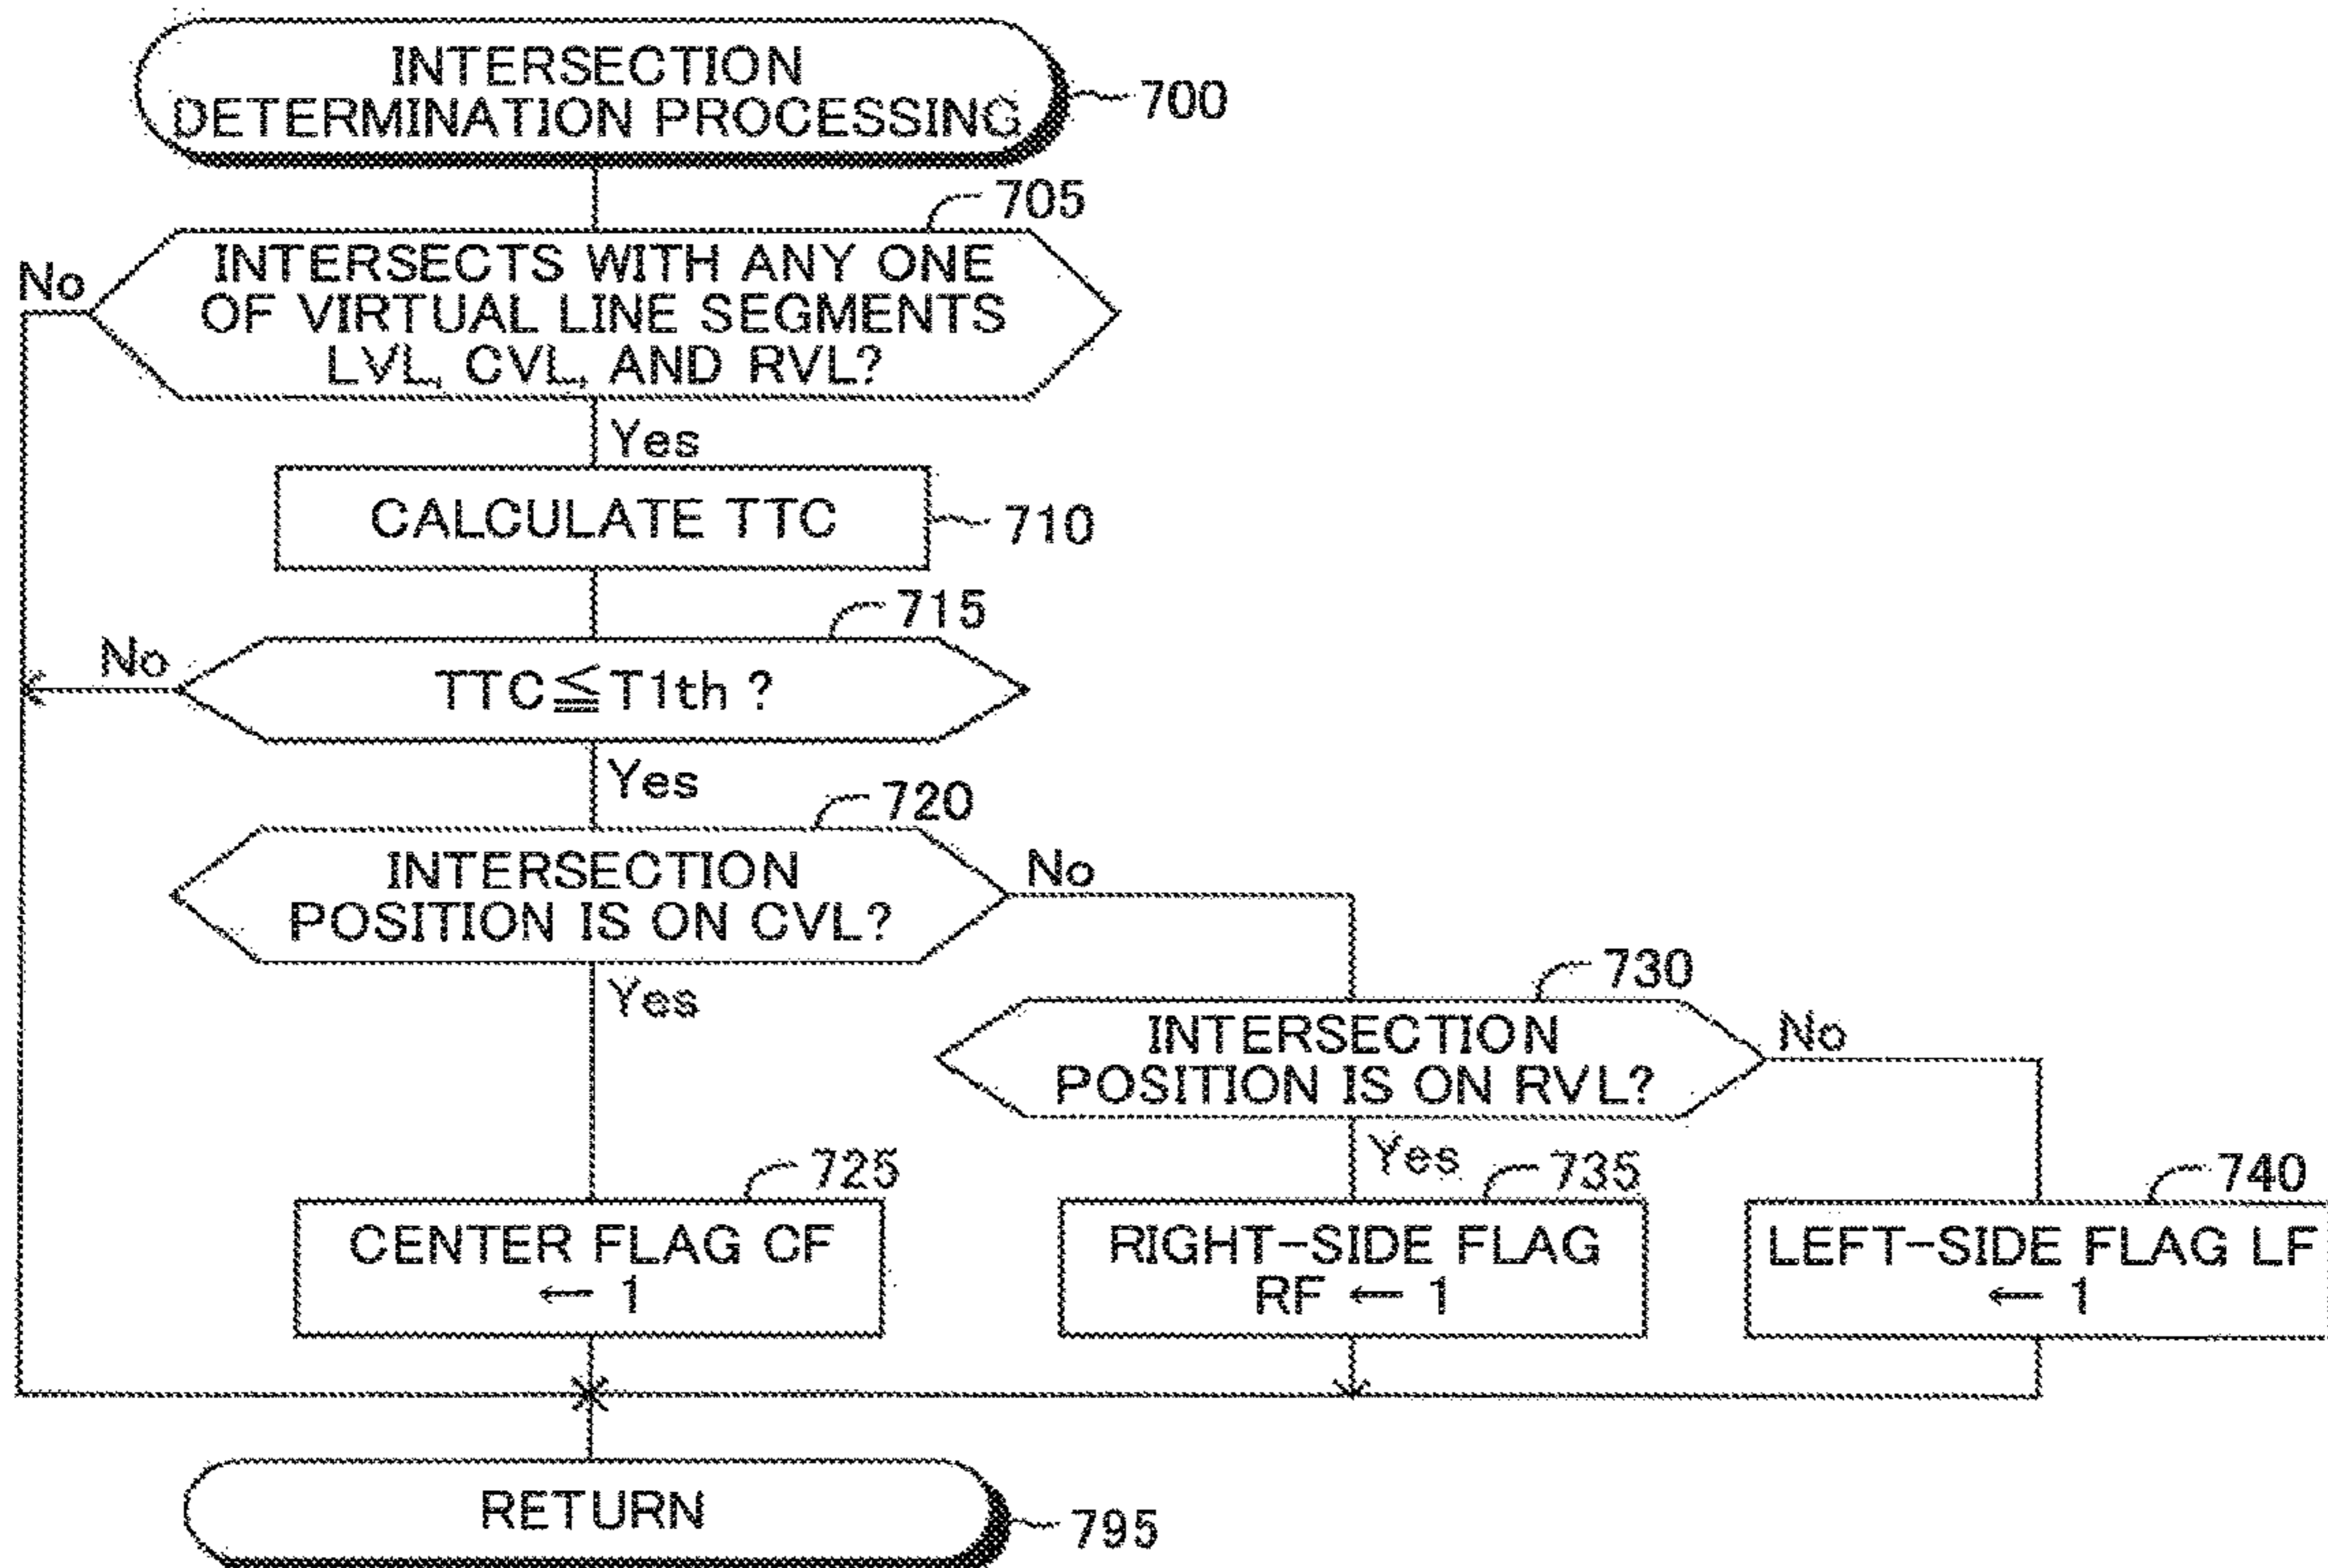 INTERSECTION
DETERMINATION PROCESSING
700
705
INTERSECTS WITH ANY ONE
OF VIRTUAL LINE SEGMENTS
LVL, CVL, AND RVL?
No
Yes
CALCULATE TTC
710
715
No
TTC≦T1th ?
Yes
720
INTERSECTION
POSITION IS ON CVL?
No
Yes
730
INTERSECTION
POSITION IS ON RVL?
No
Yes
725
CENTER FLAG CF
← 1
735
RIGHT-SIDE FLAG
RF ← 1
740
LEFT-SIDE FLAG LF
← 1
RETURN
795